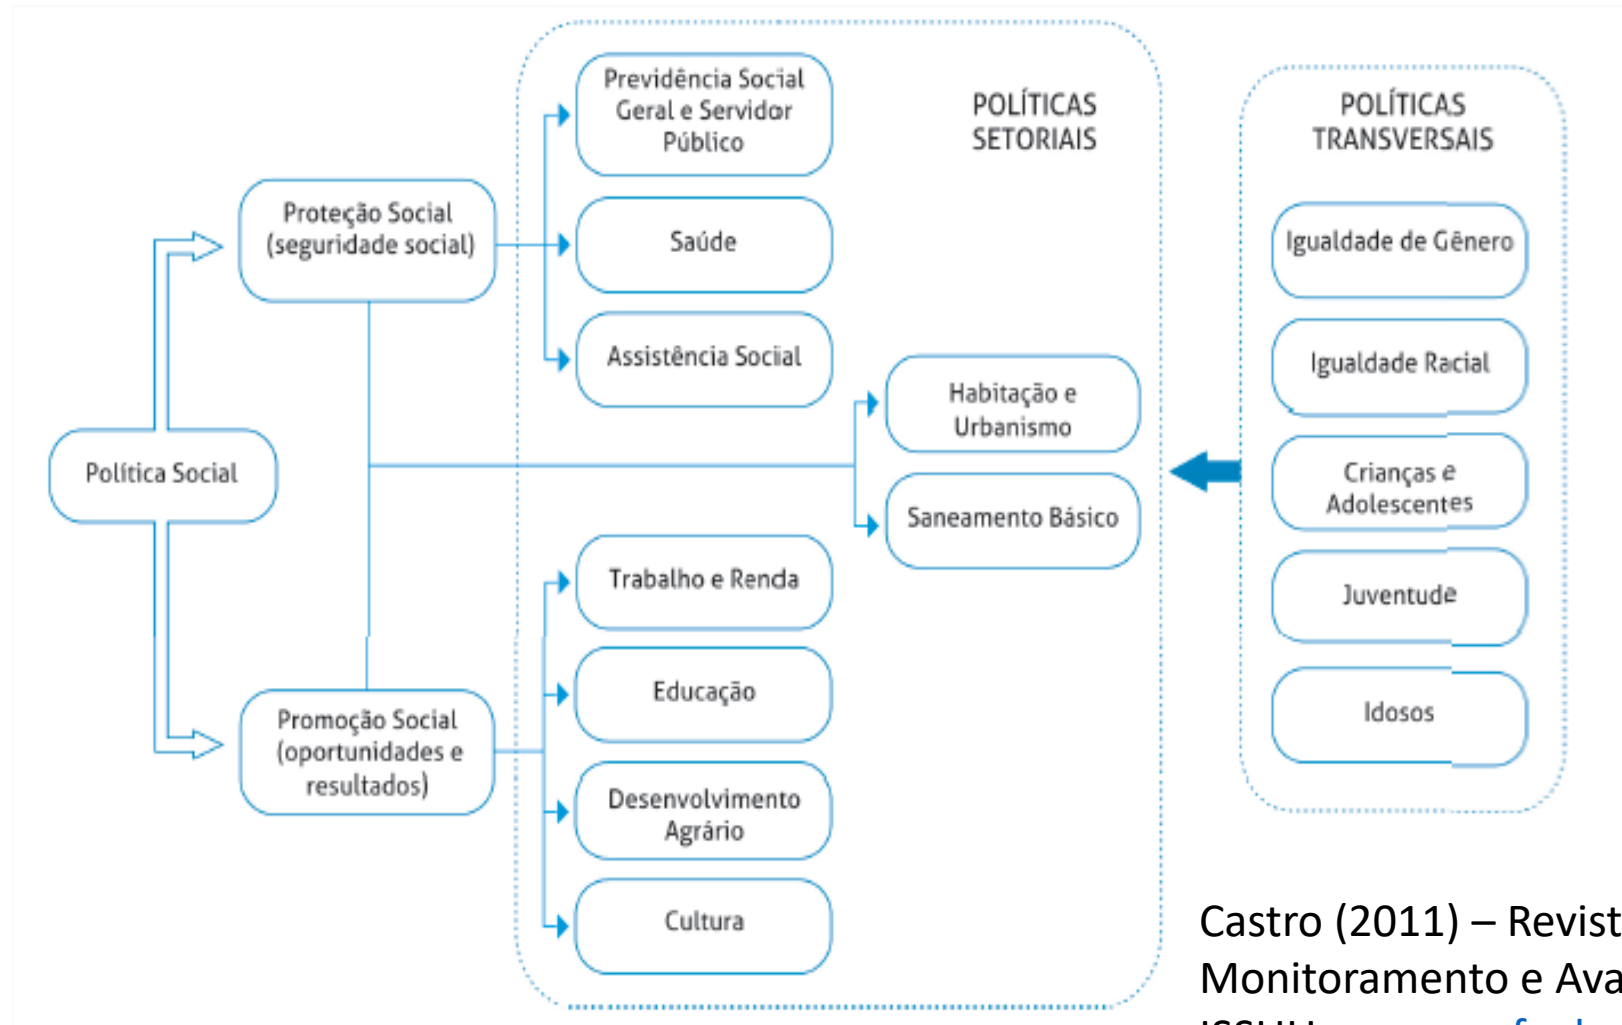 Previdência Social
Geral e Servidor
Público
POLÍTICAS
SETORIAIS
POLÍTICAS
TRANSVERSAIS
Proteção Social
(seguridade social)
Saúde
Igualdade de Gênero
Assistência Social
Igualdade Racial
Habitação e
Urbanismo
Política Social
Crianças e
Adolescentes
Saneamento Básico
Trabalho e Renda
Juventude
Educação
Promoção Social
(oportunidades e
resultados)
Idosos
Desenvolvimento
Agrário
Cultura
Castro (2011) – Revist
Monitoramento e Ava